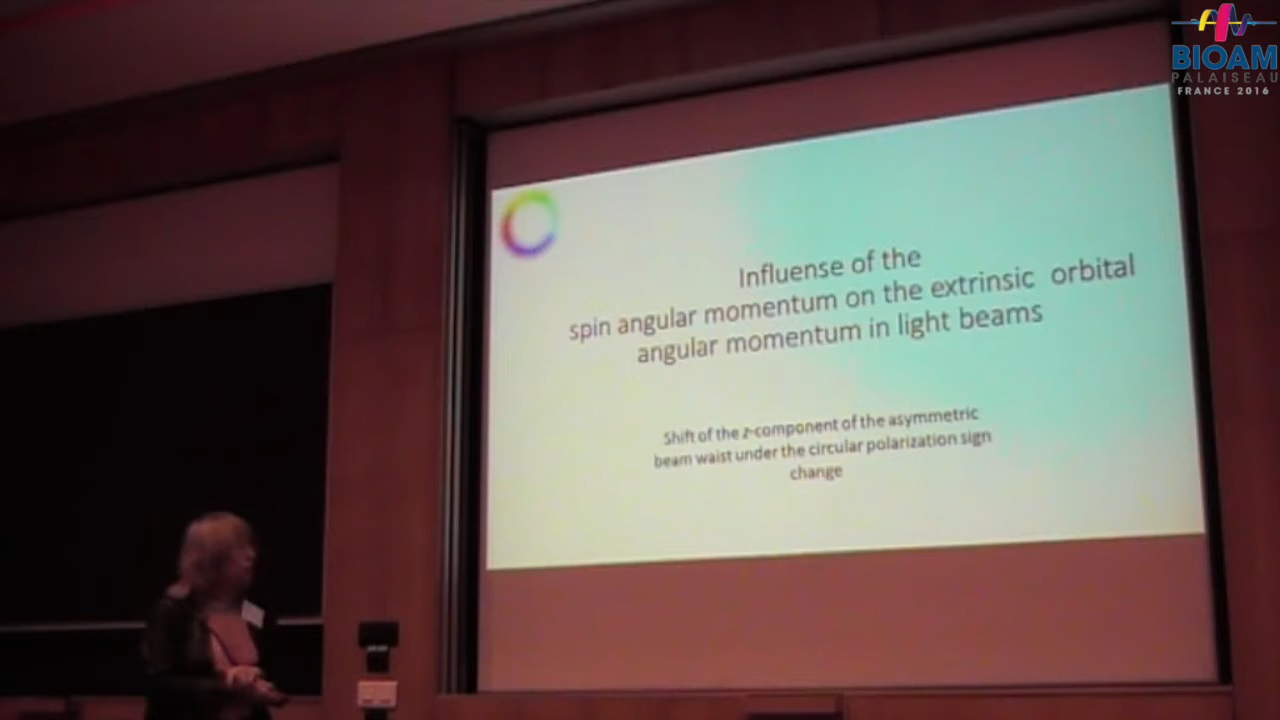 BIOAM
PALAISEAU
FRANCE 2016
Influense of the
spin angular momentum on the extrinsic orbital
angular momentum in light beams
Shift of the z-component of the asymmetric
beam waist under the circular polarization sign
change